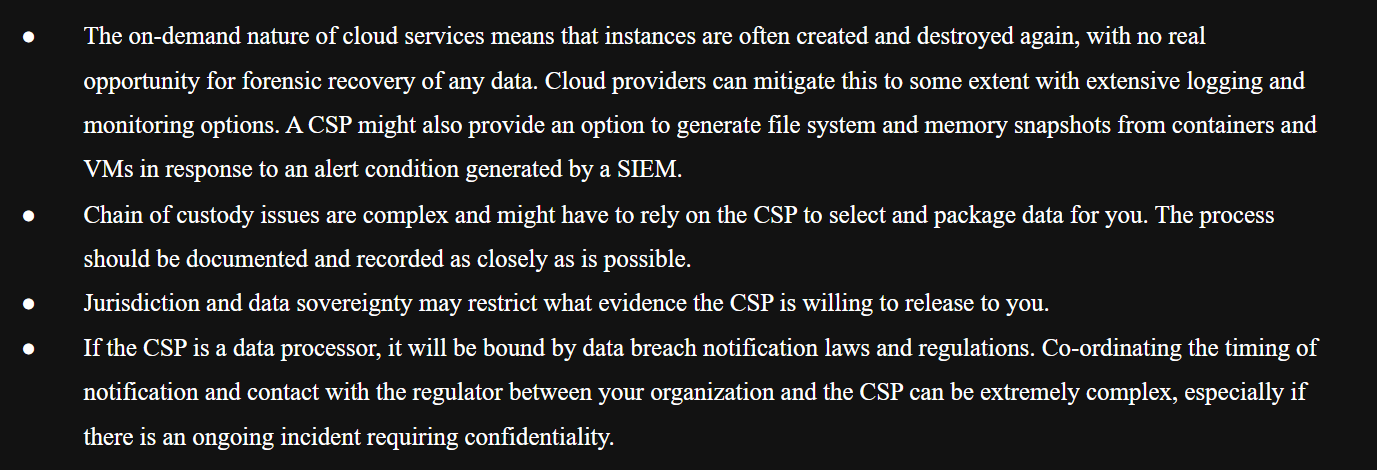 ● The on-demand nature of cloud services means that instances are often created and destroyed again, with no real
opportunity for forensic recovery of any data. Cloud providers can mitigate this to some extent with extensive logging and
monitoring options. A CSP might also provide an option to generate file system and memory snapshots from containers and
VMs in response to an alert condition generated by a SIEM.
● Chain of custody issues are complex and might have to rely on the CSP to select and package data for you. The process
should be documented and recorded as closely as is possible.
● Jurisdiction and data sovereignty may restrict what evidence the CSP is willing to release to you.
● If the CSP is a data processor, it will be bound by data breach notification laws and regulations. Co-ordinating the timing of
notification and contact with the regulator between your organization and the CSP can be extremely complex, especially if
there is an ongoing incident requiring confidentiality.